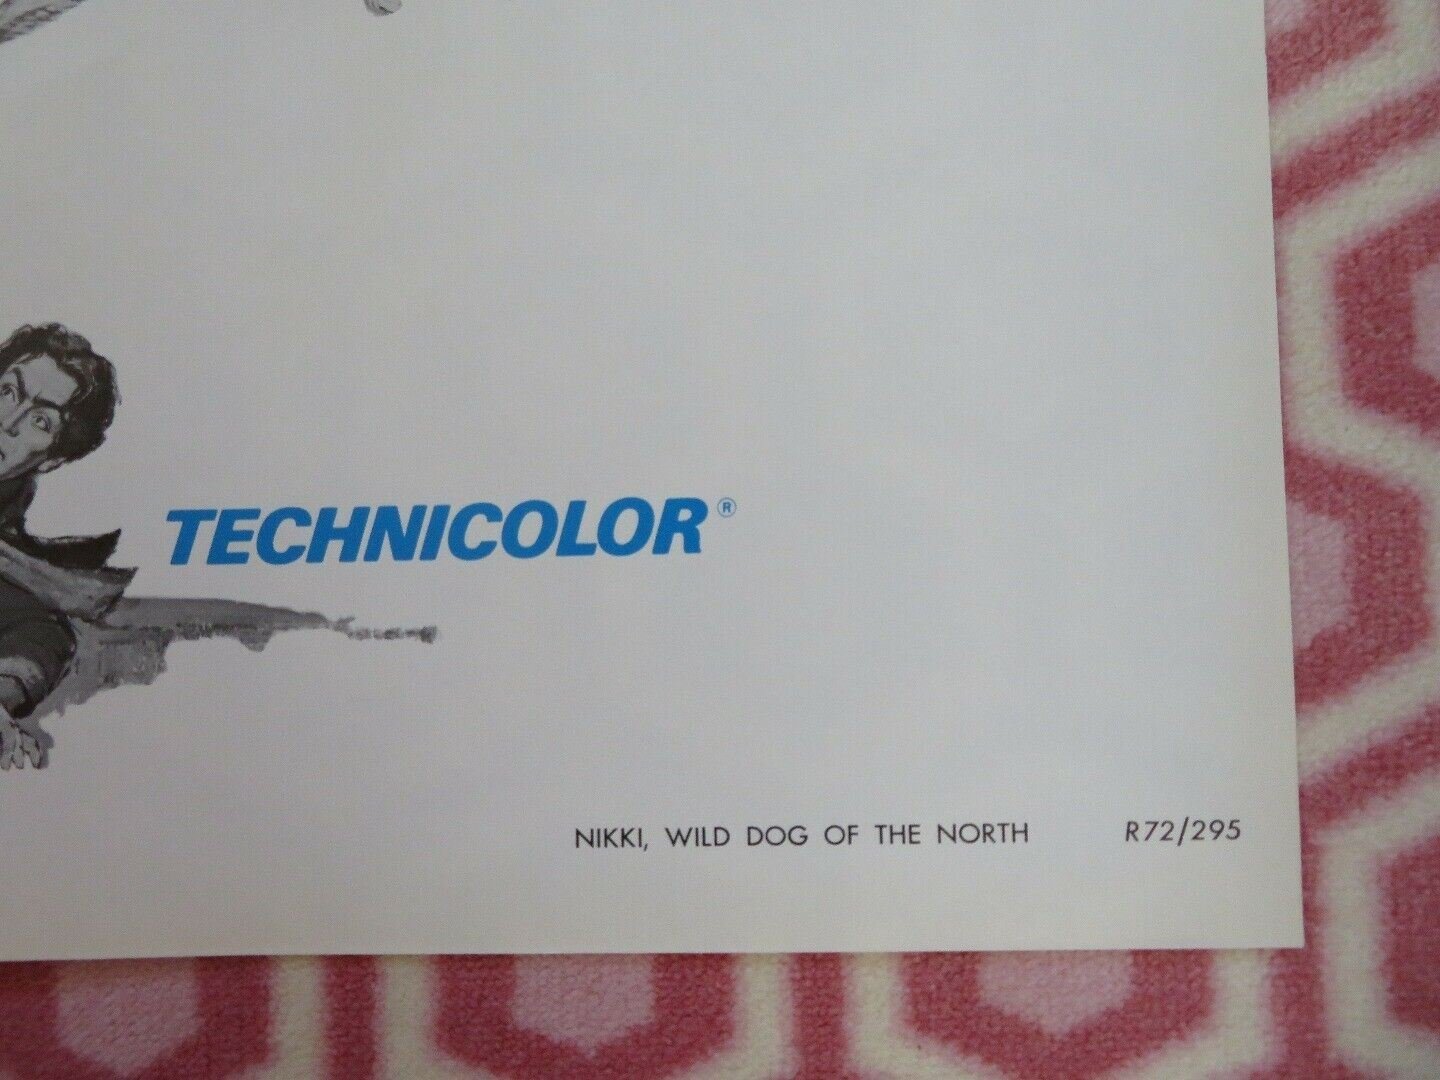 TECHNICOLOR®
NIKKI, WILD DOG OF THE NORTH R72/295